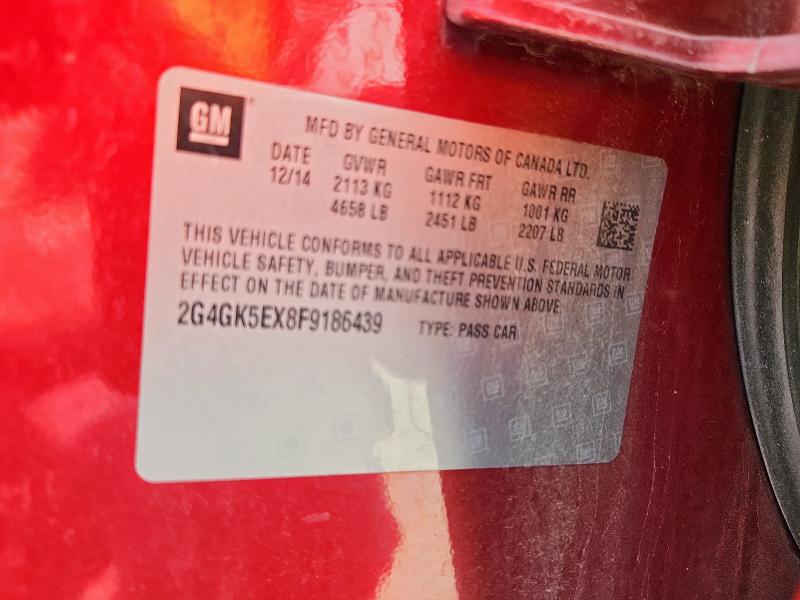 GM
MFD BY GENERAL MOTORS OF CANADA LTD.
DATE GVWR GAWR FRT GAWR RR
12/14 2113 KG 1112 KG 1001 KG
4658 LB 2451 LB 2207 LB
THIS VEHICLE CONFORMS TO ALL APPLICABLE U.S. FEDERAL MOTOR
VEHICLE SAFETY, BUMPER, AND THEFT PREVENTION STANDARDS IN
EFFECT ON THE DATE OF MANUFACTURE SHOWN ABOVE.
2G4GK5EX8F9186439 TYPE: PASS CAR